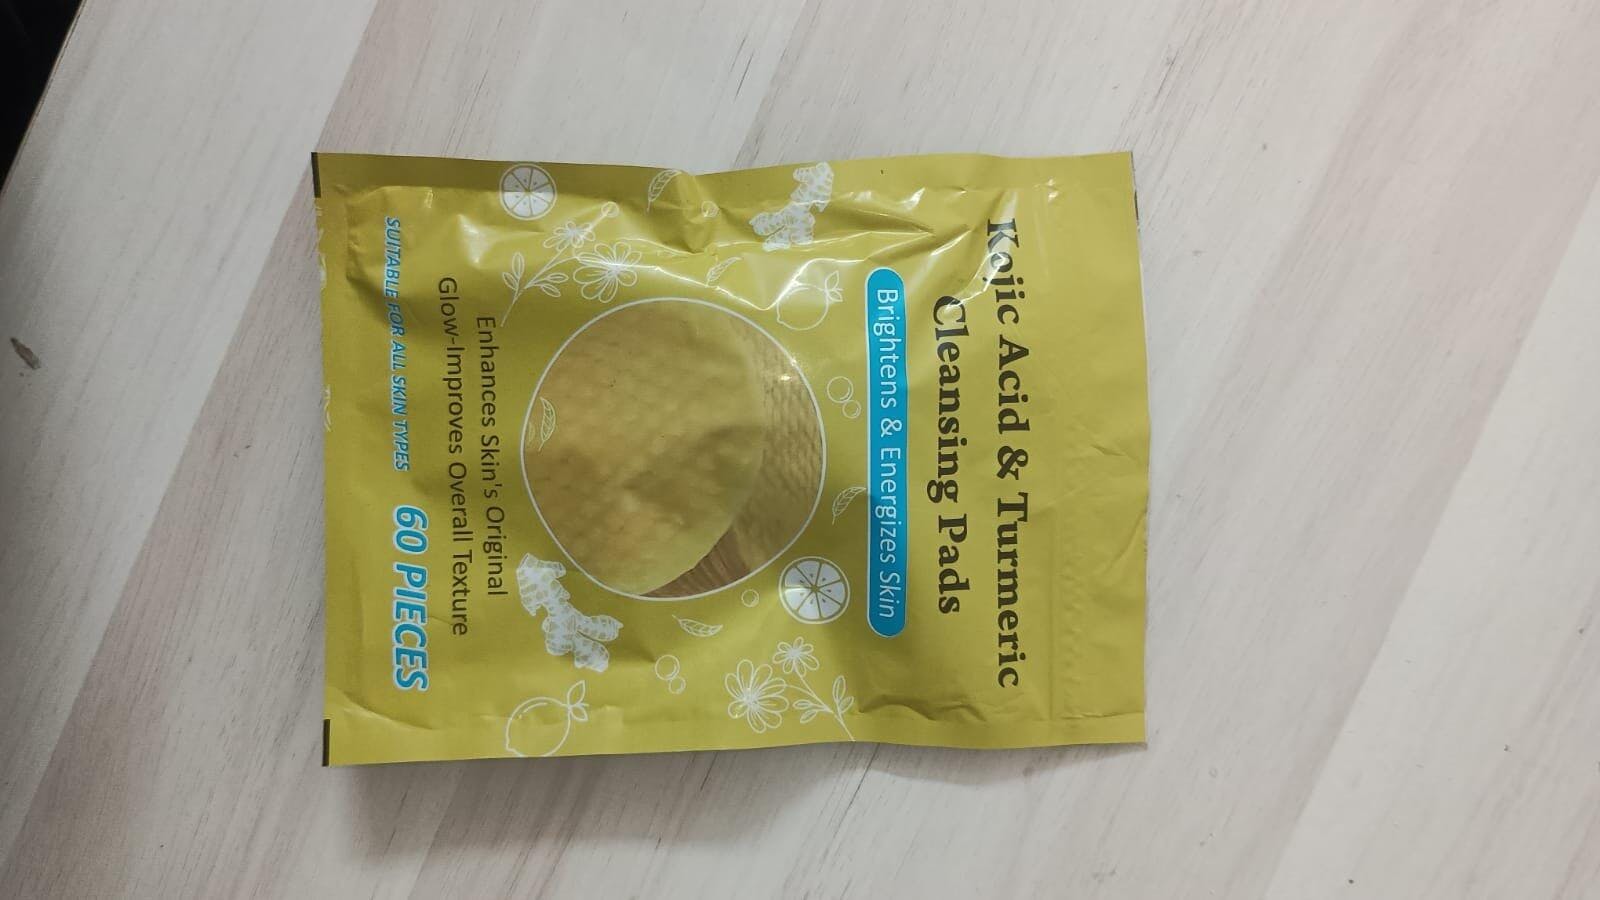 Kojic Acid & Turmeric
Cleansing Pads
Brightens & Energizes Skin
Enhances Skin's Original
Glow-Improves Overall Texture
SUITABLE FOR ALL SKIN TYPES 60 PIECES